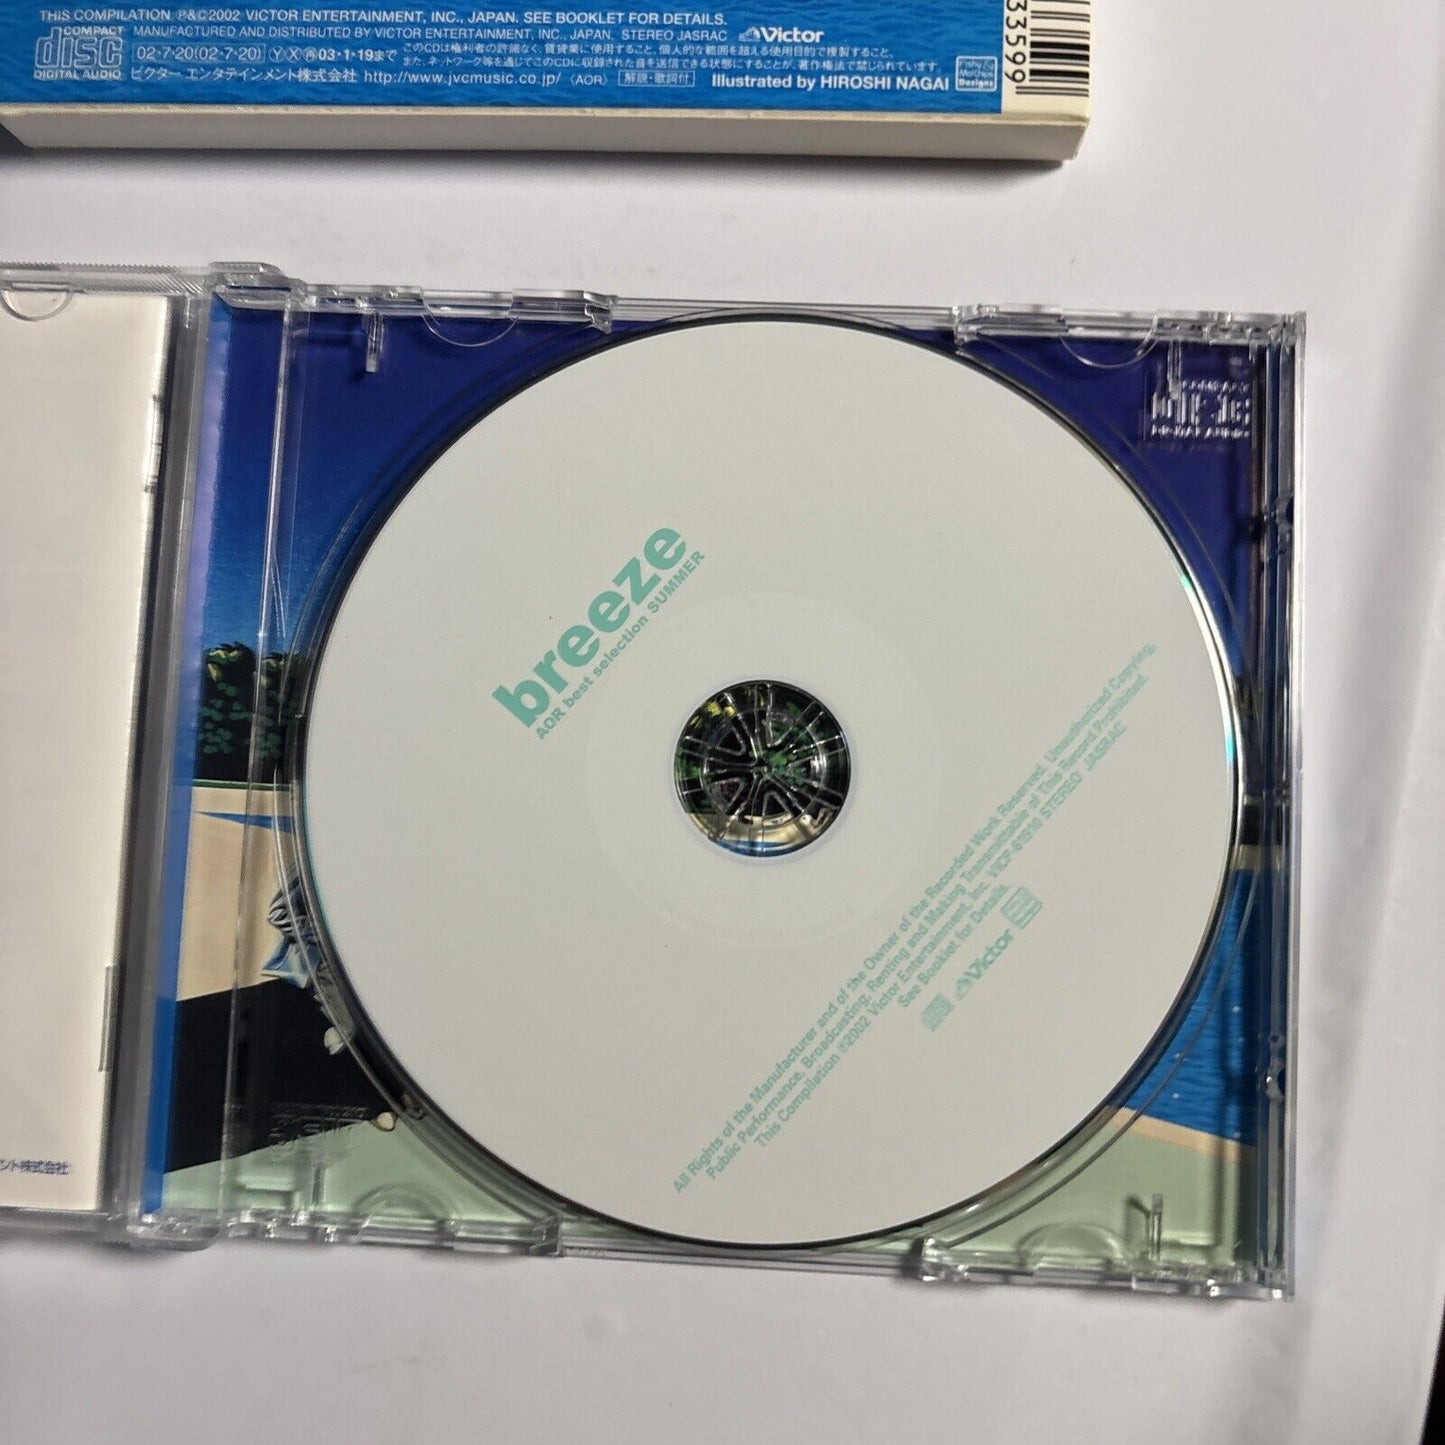 THIS COMPILATION ℗&©2002 VICTOR ENTERTAINMENT, INC., JAPAN. SEE BOOKLET FOR DETAILS.
COMPACT
disc
DIGITAL AUDIO
MANUFACTURED AND DISTRIBUTED BY VICTOR ENTERTAINMENT, INC., JAPAN. STEREO JASRAC Victor
02・7・20(02・7・20) Ⓨ Ⓧ 03・1・19まで
このCDは権利者の許諾なく、賃貸業に使用すること、個人的な範囲を超える使用目的で複製すること、
また、ネットワーク等を通じてこのCDに収録された音を送信できる状態にすることが、著作権法で禁じられています。
ビクター エンタテインメント株式会社 http://www.jvcmusic.co.jp/ 〈AOR〉 解説・歌詞付 Illustrated by HIROSHI NAGAI
Designs
33599
breeze
AOR best selection SUMMER
All Rights of the Manufacturer and of the Owner of the Recorded Work Reserved. Unauthorized Copying,
Public Performance, Broadcasting, Renting and Making Transmittable of This Record Prohibited.
This Compilation ℗2002 Victor Entertainment, Inc. STEREO JASRAC
See Booklet for Details
Victor
ント株式会社